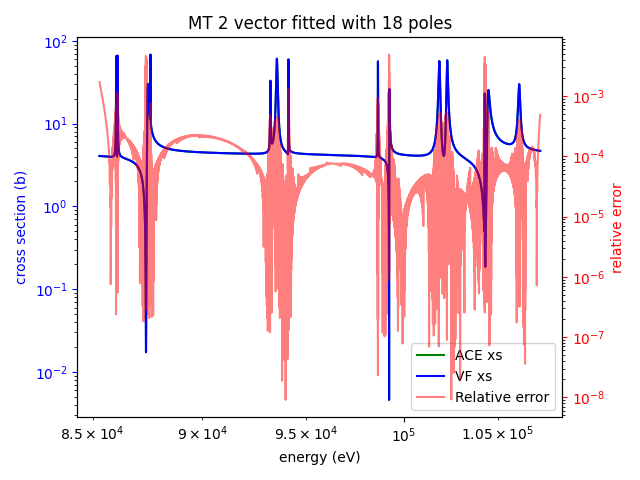 MT 2 vector fitted with 18 poles
10²
10¹
10⁰
10⁻¹
10⁻²
cross section (b)
10⁻³
10⁻⁴
10⁻⁵
10⁻⁶
10⁻⁷
10⁻⁸
relative error
ACE xs
VF xs
Relative error
8.5 × 10⁴
9 × 10⁴
9.5 × 10⁴
10⁵
1.05 × 10⁵
energy (eV)